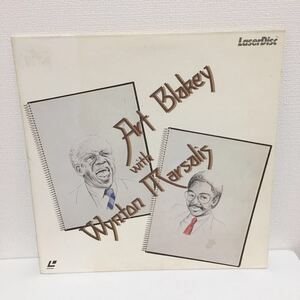 LaserDisc
Art Blakey
with
Wynton Marsalis